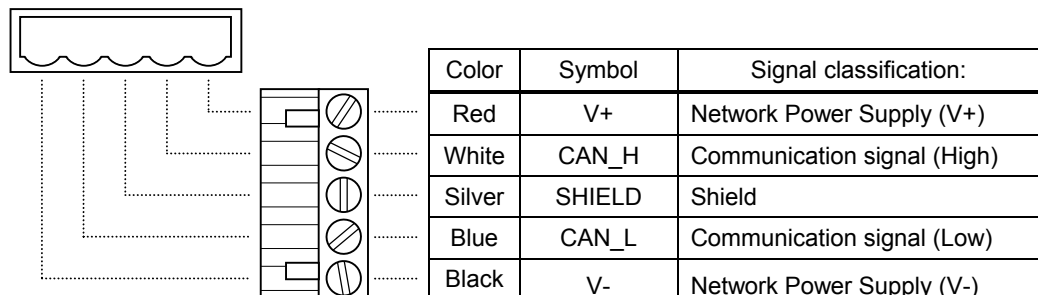 Color Symbol Signal classification:
Red V+ Network Power Supply (V+)
White CAN_H Communication signal (High)
Silver SHIELD Shield
Blue CAN_L Communication signal (Low)
Black V- Network Power Supply (V-)